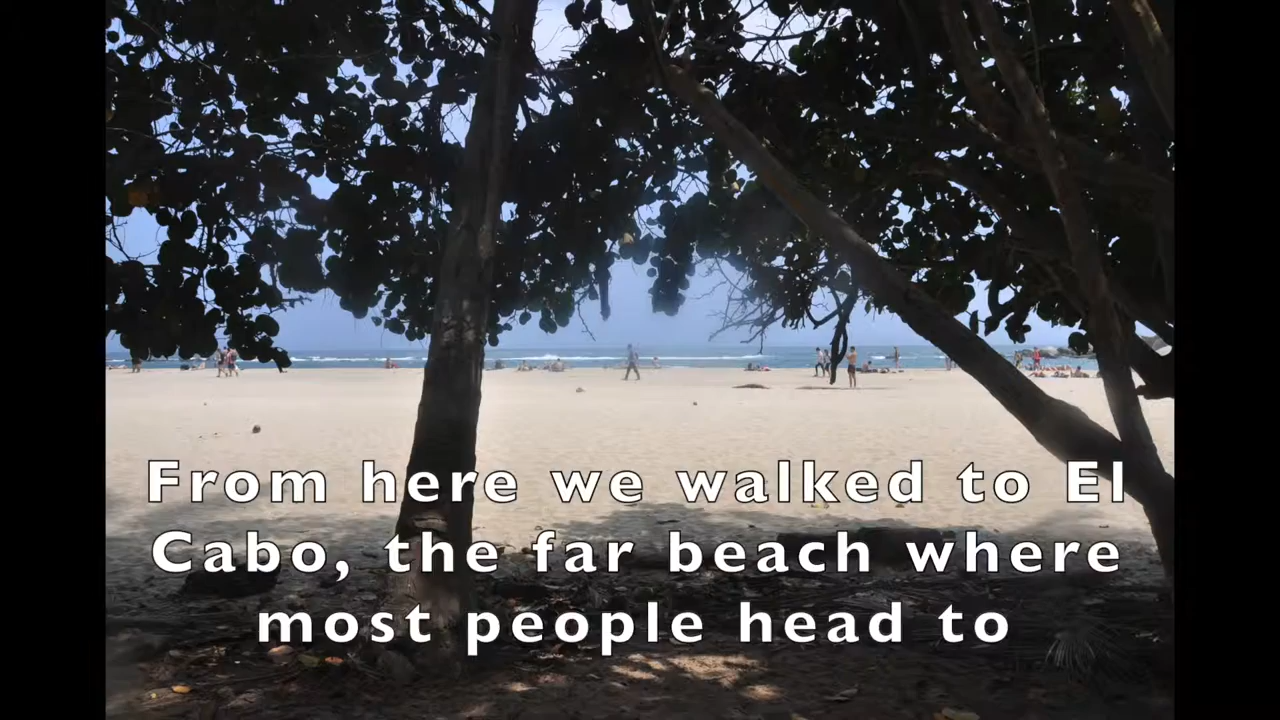 From here we walked to El
Cabo, the far beach where
most people head to